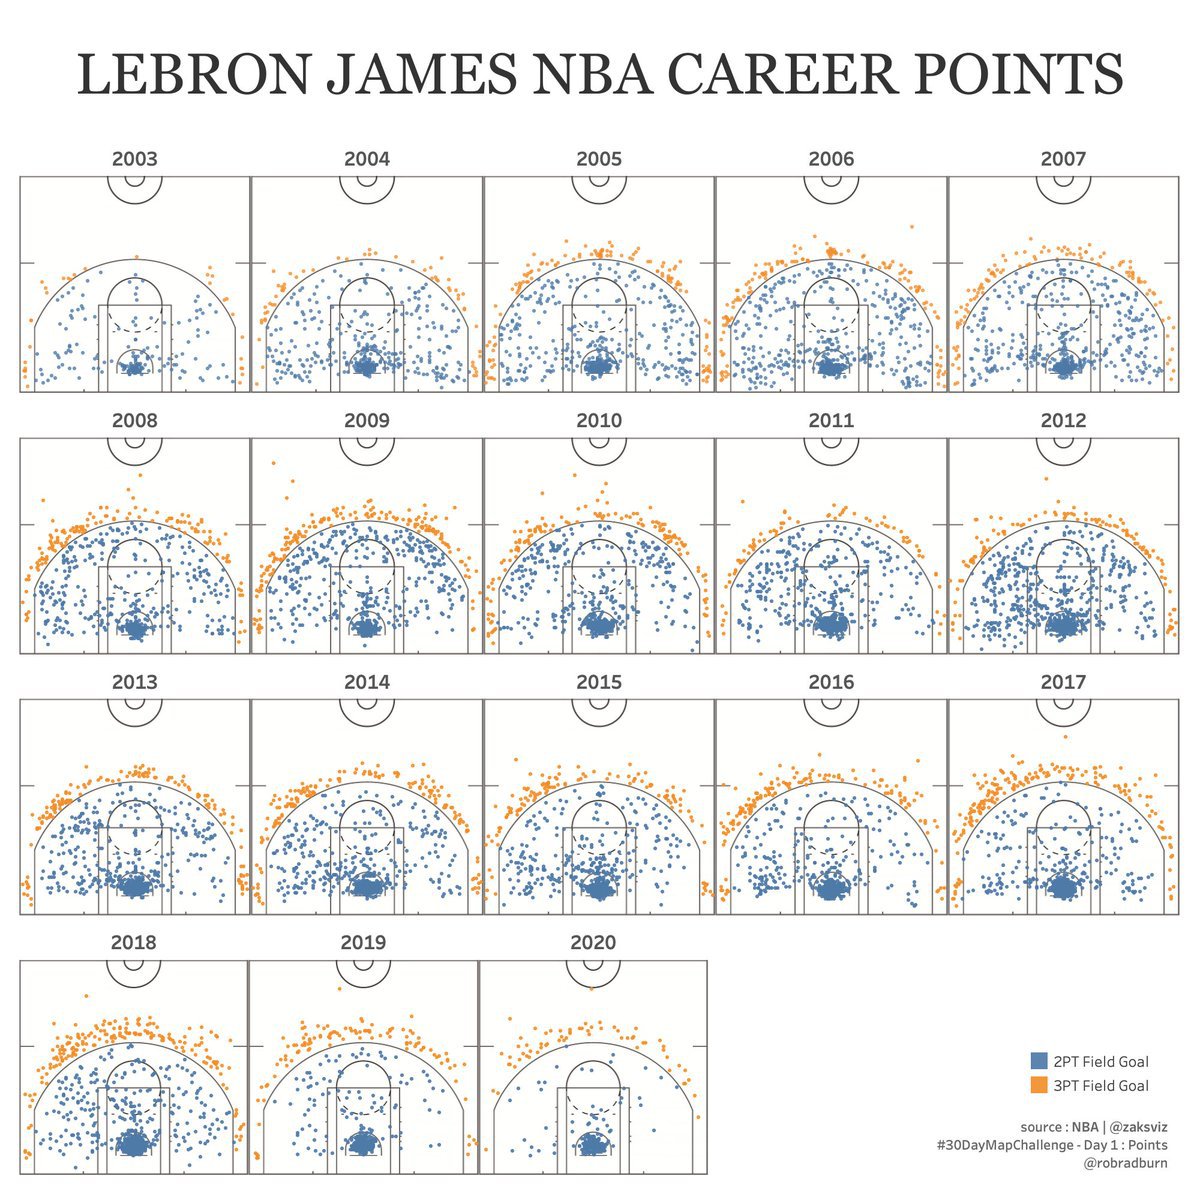 LEBRON JAMES NBA CAREER POINTS
2003 2004 2005 2006 2007
2008 2009 2010 2011 2012
2013 2014 2015 2016 2017
2018 2019 2020
2PT Field Goal
3PT Field Goal
source : NBA | @zaksviz
#30DayMapChallenge - Day 1 : Points
@robradburn